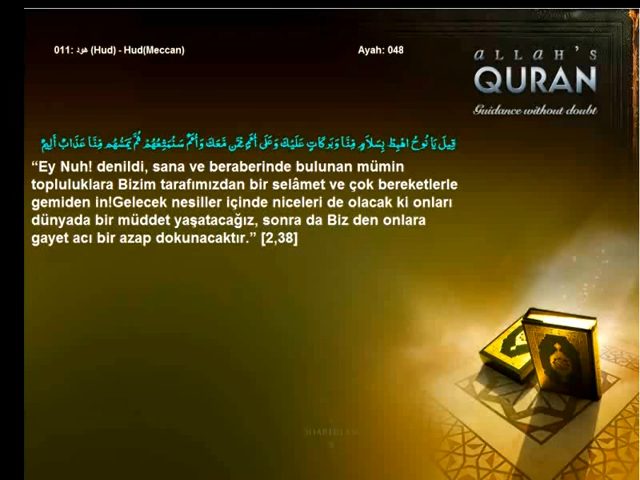 011: هود (Hud) - Hud(Meccan)
Ayah: 048
ALLAH'S
QURAN
Guidance without doubt
قِيلَ يَا نُوحُ اهْبِطْ بِسَلَامٍ مِّنَّا وَبَرَكَاتٍ عَلَيْكَ وَعَلَى أُمَمٍ مِّمَّن مَّعَكَ وَأُمَمٌ سَنُمَتِّعُهُمْ ثُمَّ يَمَسُّهُم مِّنَّا عَذَابٌ أَلِيمٌ
“Ey Nuh! denildi, sana ve beraberinde bulunan mümin
topluluklara Bizim tarafımızdan bir selâmet ve çok bereketlerle
gemiden in!Gelecek nesiller içinde niceleri de olacak ki onları
dünyada bir müddet yaşatacağız, sonra da Biz den onlara
gayet acı bir azap dokunacaktır.” [2,38]